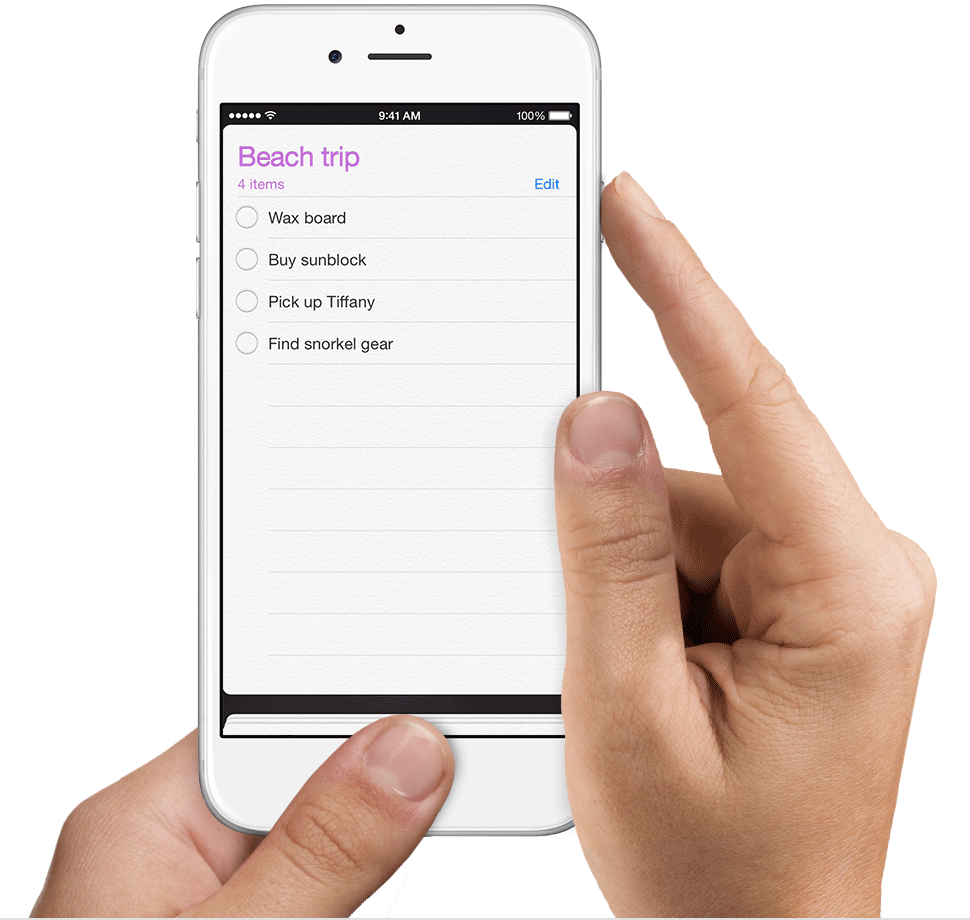 9:41 AM 100%
Beach trip
4 items Edit
Wax board
Buy sunblock
Pick up Tiffany
Find snorkel gear